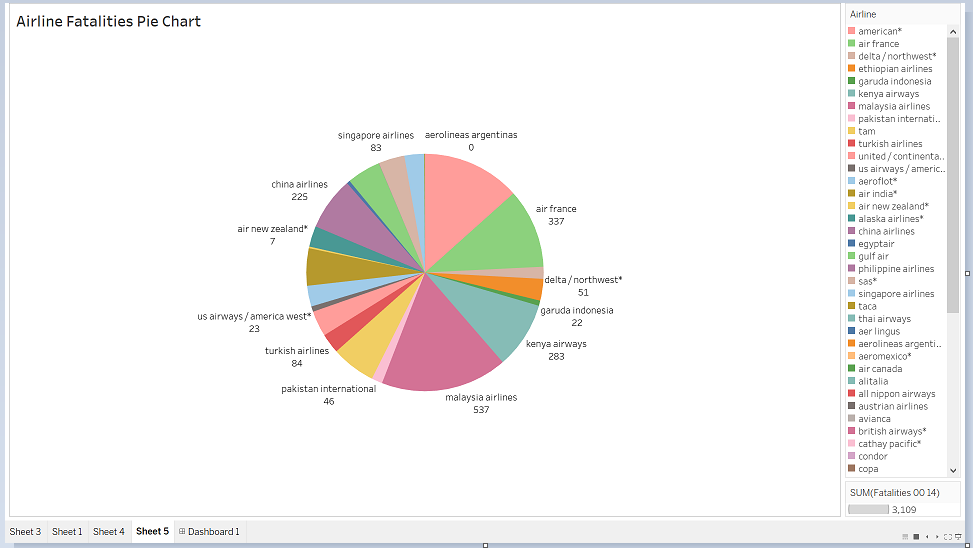 Airline Fatalities Pie Chart
singapore airlines
83
aerolineas argentinas
0
china airlines
225
air france
337
air new zealand*
7
delta / northwest*
51
us airways / america west*
23
garuda indonesia
22
turkish airlines
84
kenya airways
283
pakistan international
46
malaysia airlines
537
Airline
american*
air france
delta / northwest*
ethiopian airlines
garuda indonesia
kenya airways
malaysia airlines
pakistan internati..
tam
turkish airlines
united / continenta..
us airways / americ..
aeroflot*
air india*
air new zealand*
alaska airlines*
china airlines
egyptair
gulf air
philippine airlines
sas*
singapore airlines
taca
thai airways
aer lingus
aerolineas argenti..
aeromexico*
air canada
alitalia
all nippon airways
austrian airlines
avianca
british airways*
cathay pacific*
condor
copa
SUM(Fatalities 00 14)
3,109
Sheet 3 Sheet 1 Sheet 4 Sheet 5 Dashboard 1